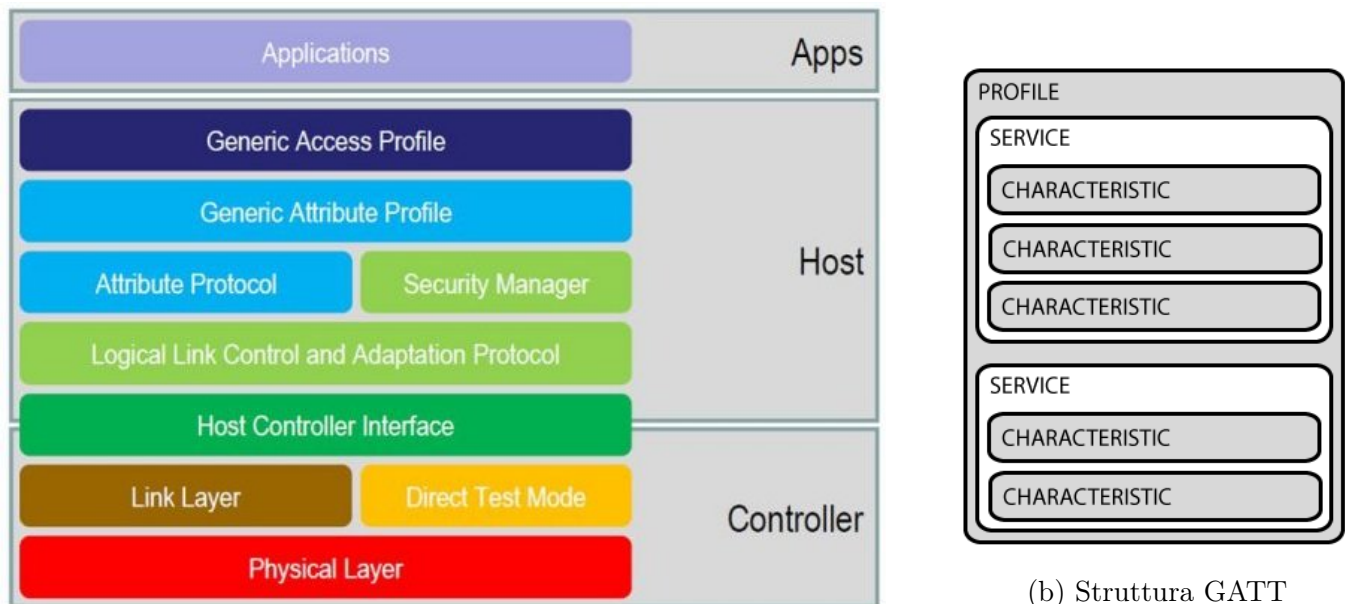 Applications
Apps
Generic Access Profile
Generic Attribute Profile
Attribute Protocol
Security Manager
Host
Logical Link Control and Adaptation Protocol
Host Controller Interface
Link Layer
Direct Test Mode
Controller
Physical Layer
PROFILE
SERVICE
CHARACTERISTIC
CHARACTERISTIC
CHARACTERISTIC
SERVICE
CHARACTERISTIC
CHARACTERISTIC
(b) Struttura GATT